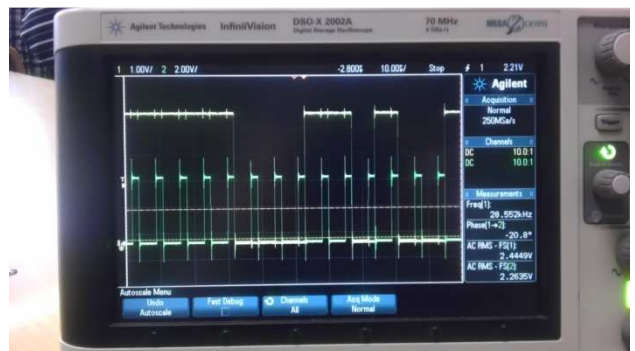 Agilent Technologies InfiniiVision DSO-X 2002A 70 MHz MEGA Zoom
Digital Storage Oscilloscope
1 1.00V/ 2 2.00V/ -2.800s 10.00s/ Stop 1 2.21V
Agilent
Acquisition
Normal
250MSa/s
Channels
DC 10.0:1
DC 10.0:1
Measurements
Freq(1):
28.552kHz
Phase(1→2):
-20.8°
AC RMS - FS(1):
2.4449V
AC RMS - FS(2):
2.2635V
Autoscale Menu
Undo Autoscale
Fast Debug
Channels All
Acq Mode Normal